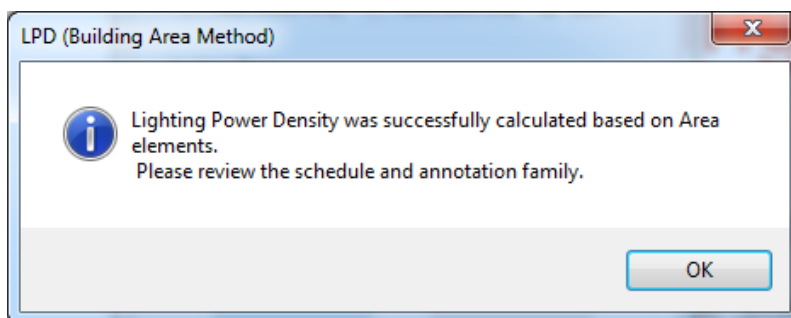 LPD (Building Area Method)
Lighting Power Density was successfully calculated based on Area
elements.
Please review the schedule and annotation family.
OK